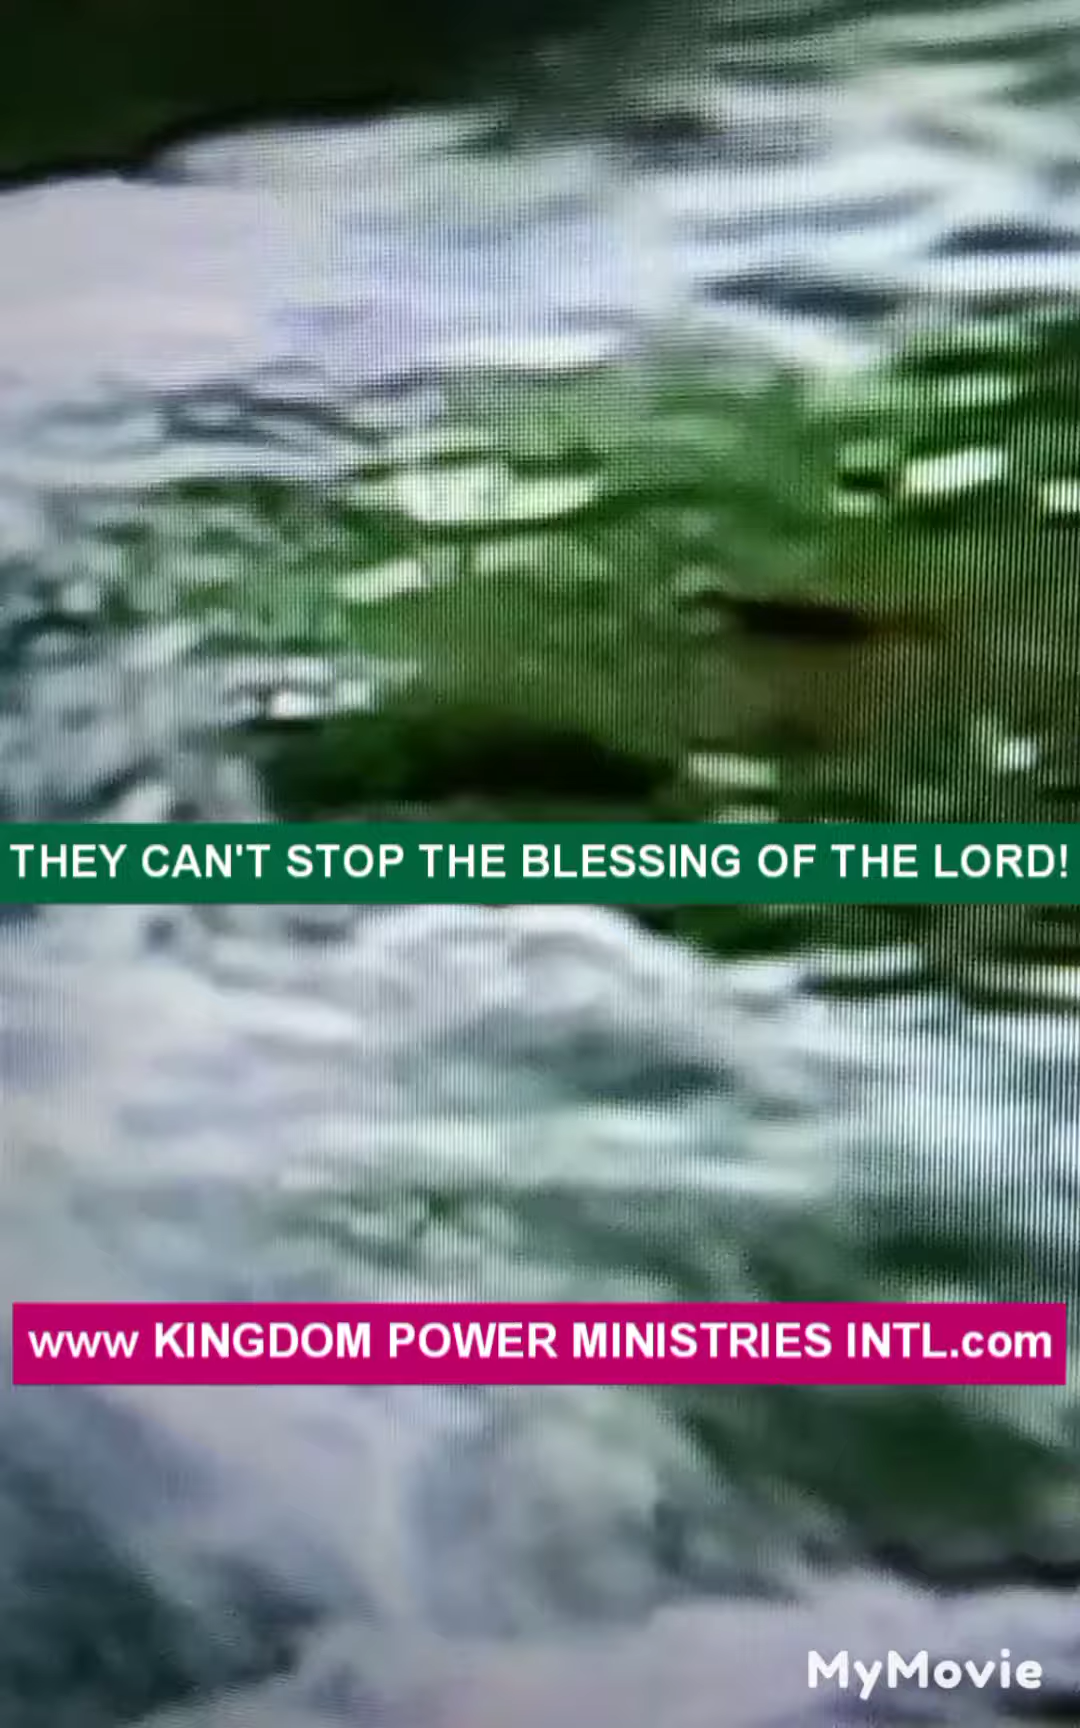 THEY CAN'T STOP THE BLESSING OF THE LORD!
www KINGDOM POWER MINISTRIES INTL.com
MyMovie